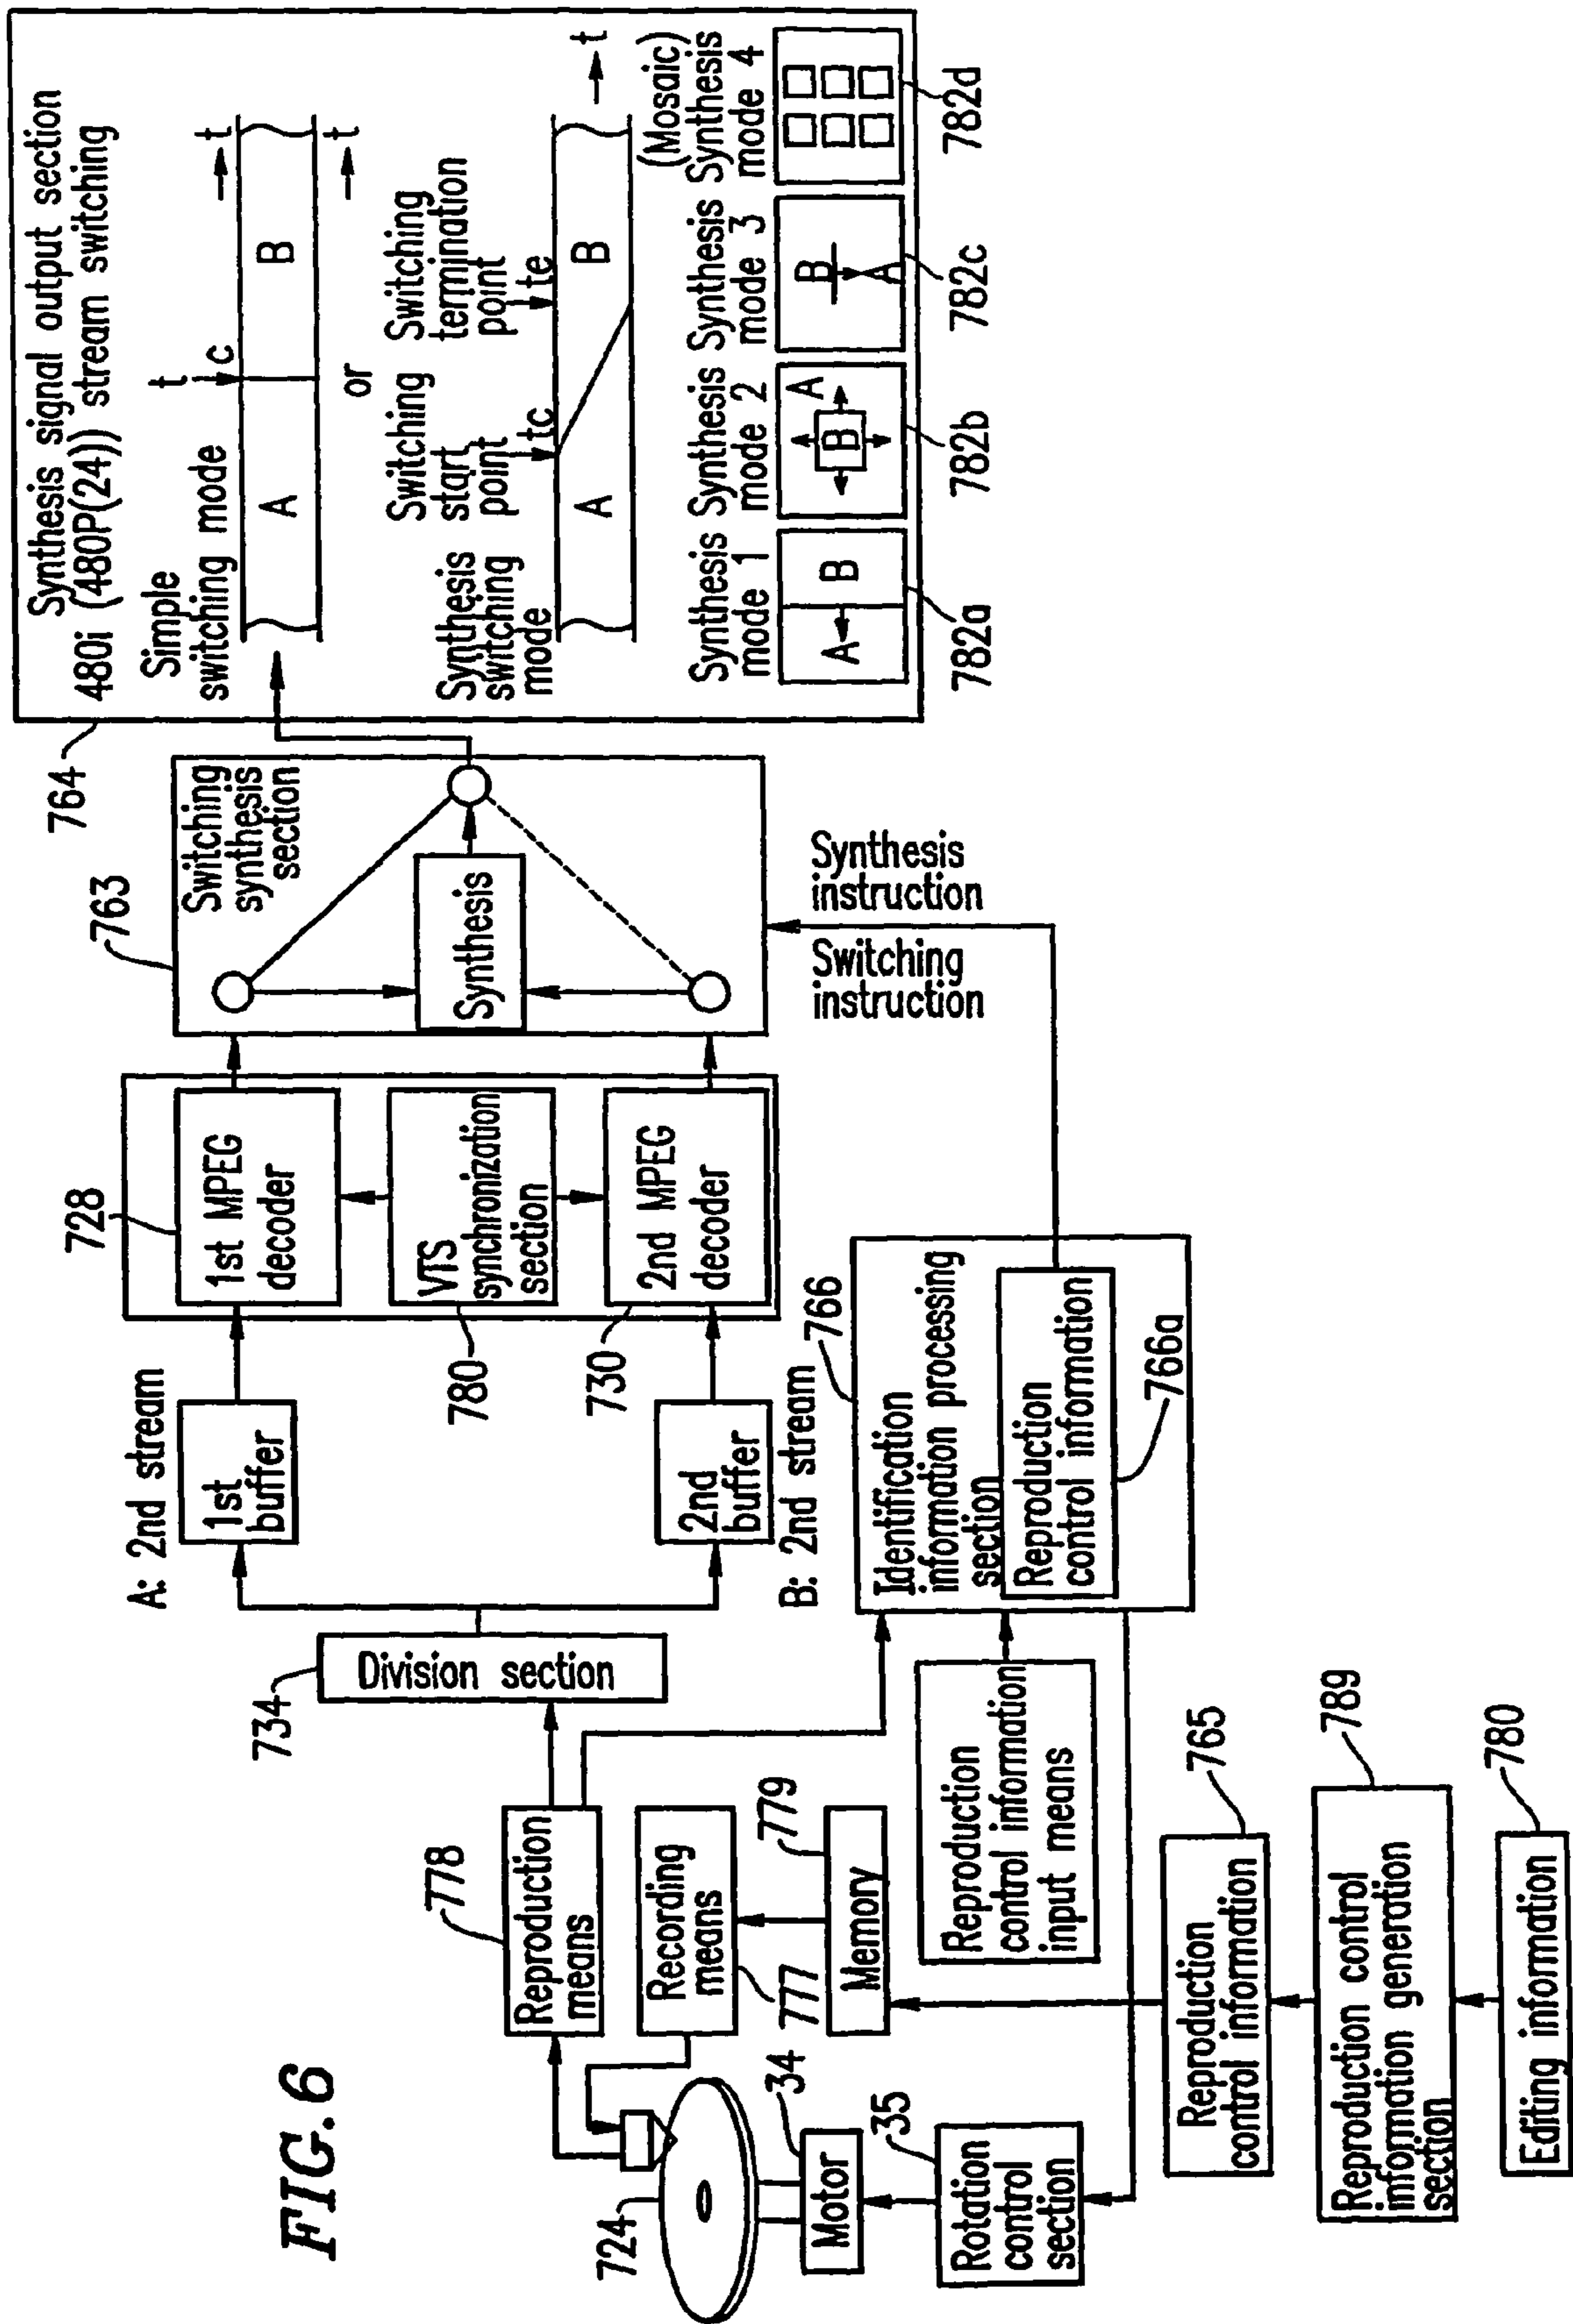 FIG.6
724
Motor
34
Rotation
control
section
35
Reproduction
means
778
Recording
means
777
Memory
779
Reproduction
control information
765
Reproduction control
information generation
section
789
Editing information
780
Division section
734
Reproduction
control information
input means
A: 2nd stream
1st
buffer
2nd
buffer
B: 2nd stream
Identification
information processing
section
766
Reproduction
control information
766a
728
1st MPEG
decoder
VTS
synchronization
section
780
2nd MPEG
decoder
730
763
Switching
synthesis
section
Synthesis
Switching
instruction
Synthesis
instruction
764
Synthesis signal output section
480i (480P(24)) stream switching
Simple
switching mode
t
c
A
B
t
t
or
Synthesis
switching
mode
Switching
start
point
tc
Switching
termination
point
te
A
B
t
Synthesis
mode 1
A
B
782a
Synthesis
mode 2
B
A
782b
Synthesis
mode 3
B
A
782c
(Mosaic)
Synthesis
mode 4
782d